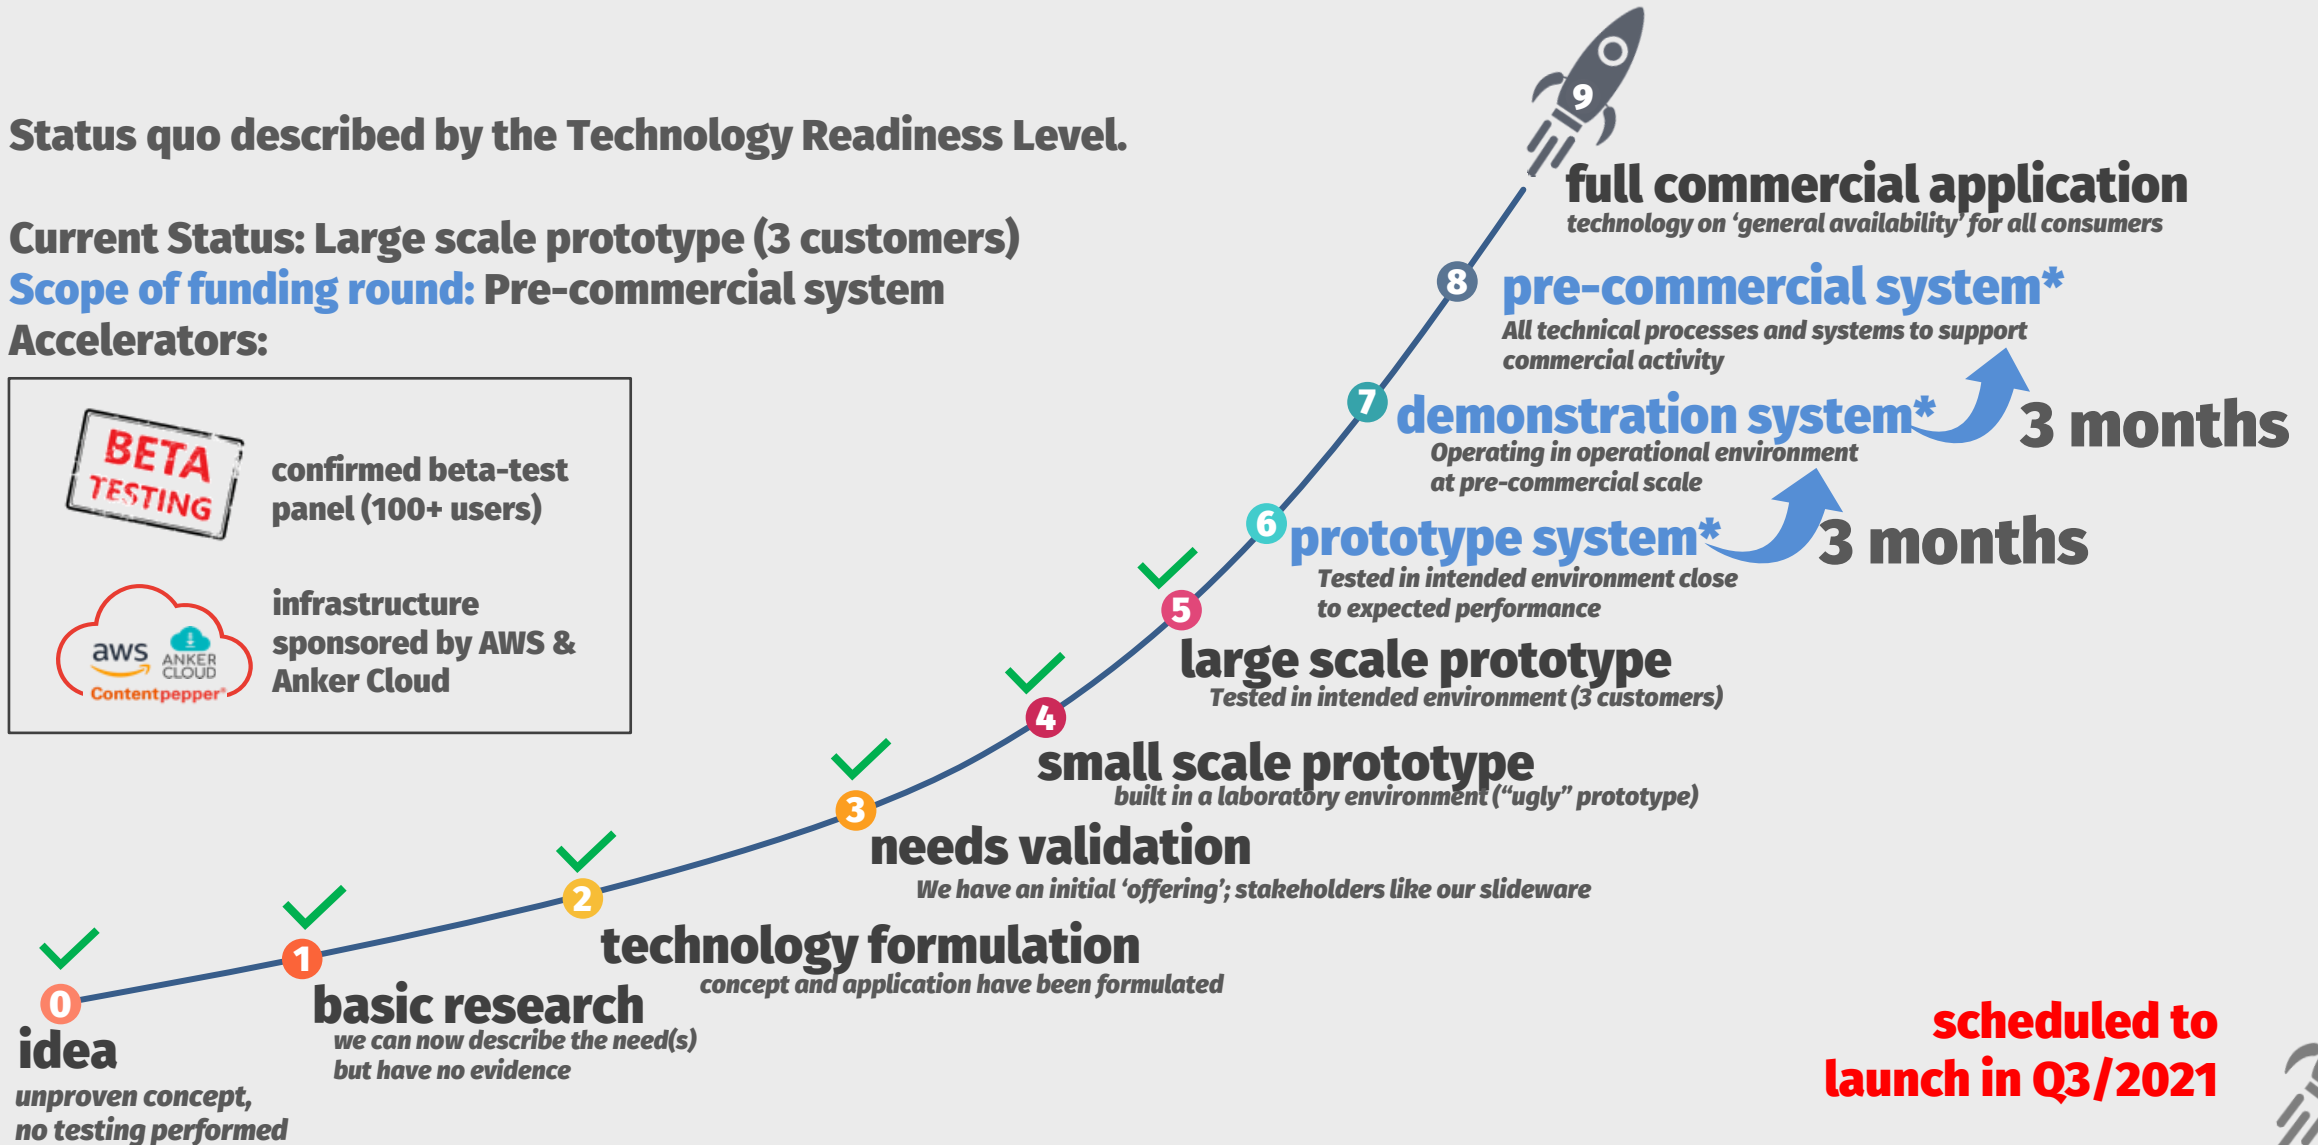 Status quo described by the Technology Readiness Level.
Current Status: Large scale prototype (3 customers)
Scope of funding round: Pre-commercial system
Accelerators:
BETA
TESTING
confirmed beta-test
panel (100+ users)
aws
ANKER
CLOUD
Contentpepper®
infrastructure
sponsored by AWS &
Anker Cloud
9
full commercial application
technology on ‘general availability’ for all consumers
8
pre-commercial system*
All technical processes and systems to support
commercial activity
3 months
7
demonstration system*
Operating in operational environment
at pre-commercial scale
3 months
6
prototype system*
Tested in intended environment close
to expected performance
5
large scale prototype
Tested in intended environment (3 customers)
4
small scale prototype
built in a laboratory environment (“ugly” prototype)
3
needs validation
We have an initial ‘offering’; stakeholders like our slideware
2
technology formulation
concept and application have been formulated
1
basic research
we can now describe the need(s)
but have no evidence
0
idea
unproven concept,
no testing performed
scheduled to
launch in Q3/2021